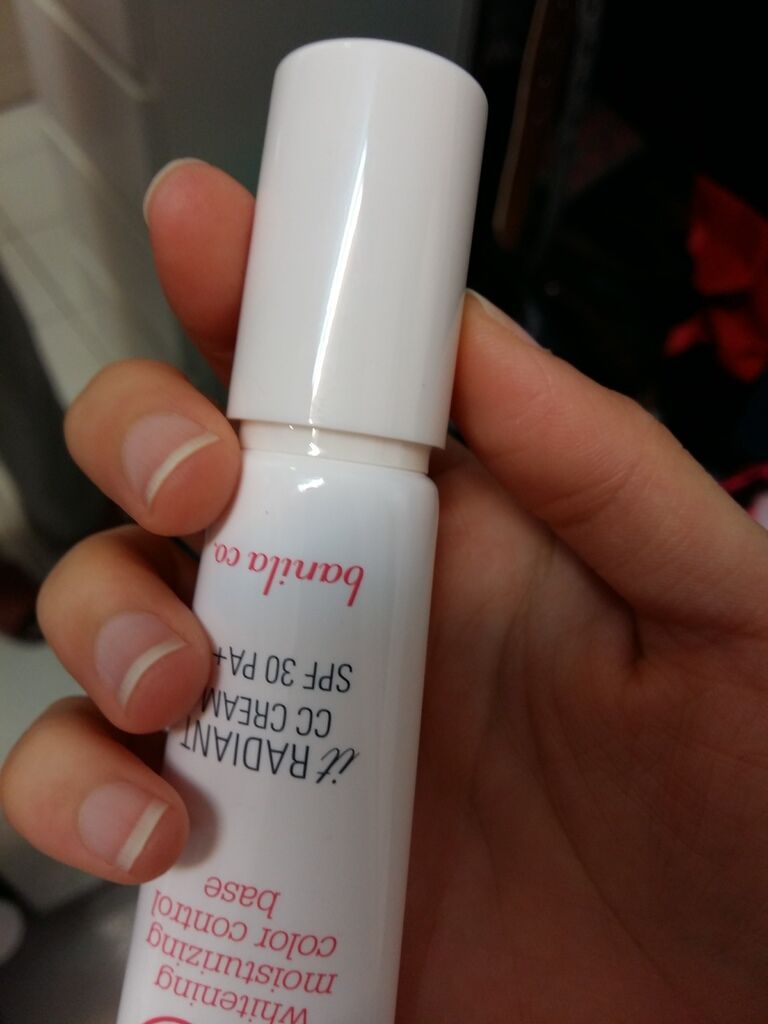 whitening
moisturizing
color control
base
it RADIANT
CC CREAM
SPF 30 PA+
banila co.